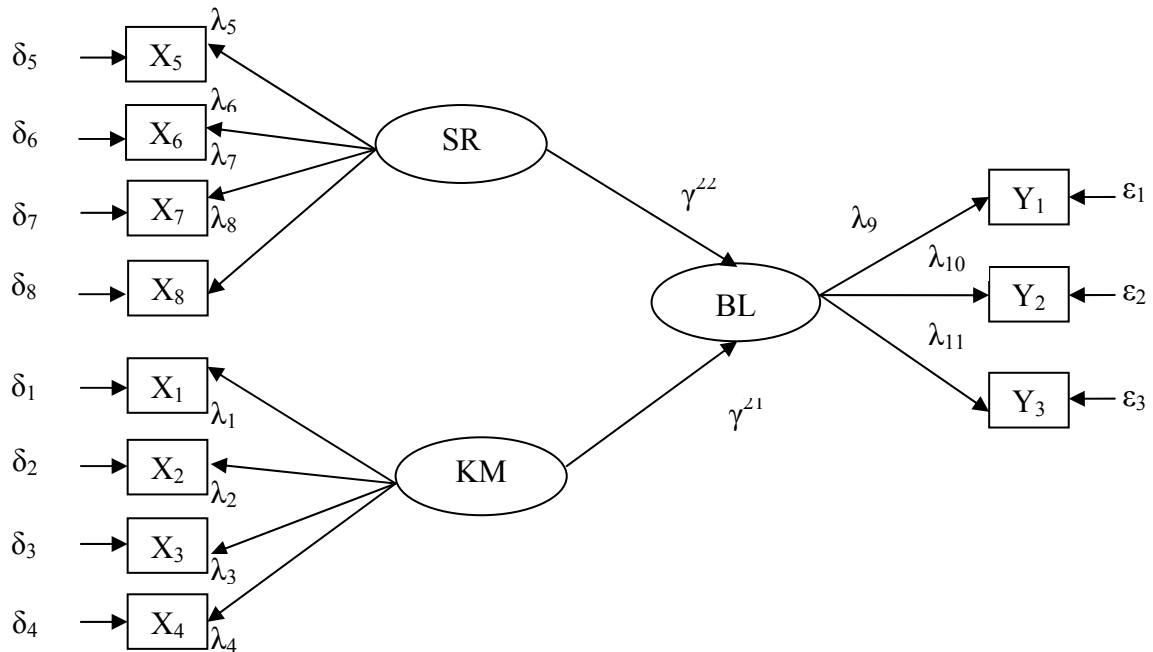 λ₅
δ₅ X₅
λ₆
δ₆ X₆ SR
λ₇
δ₇ X₇ γ²² Y₁ ε₁
λ₈ λ₉
λ₁₀
δ₈ X₈ BL Y₂ ε₂
λ₁₁
δ₁ X₁ Y₃ ε₃
λ₁ γ²¹
δ₂ X₂ KM
λ₂
δ₃ X₃
λ₃
δ₄ X₄
λ₄